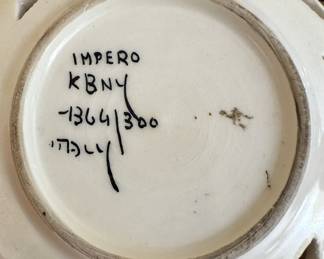 IMPERO
KBNY
-1364/300
ITALY